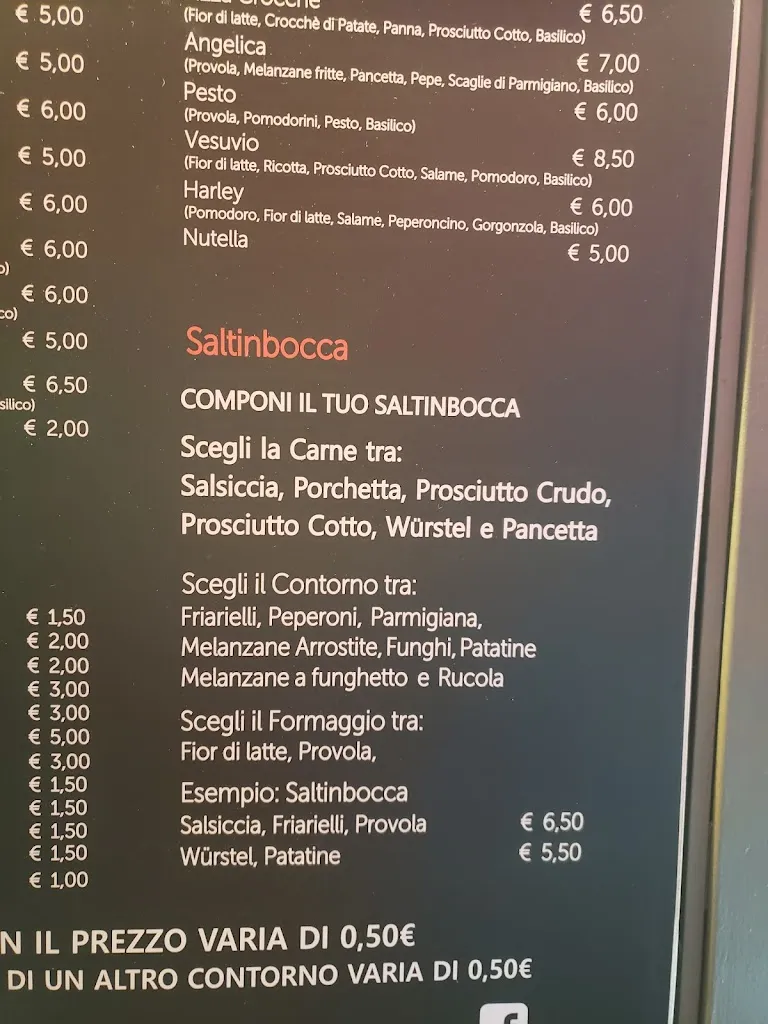 € 5,00
€ 5,00
€ 6,00
€ 5,00
€ 6,00
€ 6,00
o)
€ 6,00
co)
€ 5,00
€ 6,50
silico)
€ 2,00
€ 1,50
€ 2,00
€ 2,00
€ 3,00
€ 3,00
€ 5,00
€ 3,00
€ 1,50
€ 1,50
€ 1,50
€ 1,50
€ 1,00
Crocchè € 6,50
(Fior di latte, Crocchè di Patate, Panna, Prosciutto Cotto, Basilico)
Angelica € 7,00
(Provola, Melanzane fritte, Pancetta, Pepe, Scaglie di Parmigiano, Basilico)
Pesto € 6,00
(Provola, Pomodorini, Pesto, Basilico)
Vesuvio € 8,50
(Fior di latte, Ricotta, Prosciutto Cotto, Salame, Pomodoro, Basilico)
Harley € 6,00
(Pomodoro, Fior di latte, Salame, Peperoncino, Gorgonzola, Basilico)
Nutella € 5,00
Saltinbocca
COMPONI IL TUO SALTINBOCCA
Scegli la Carne tra:
Salsiccia, Porchetta, Prosciutto Crudo,
Prosciutto Cotto, Würstel e Pancetta
Scegli il Contorno tra:
Friarielli, Peperoni, Parmigiana,
Melanzane Arrostite, Funghi, Patatine
Melanzane a funghetto e Rucola
Scegli il Formaggio tra:
Fior di latte, Provola,
Esempio: Saltinbocca
Salsiccia, Friarielli, Provola € 6,50
Würstel, Patatine € 5,50
N IL PREZZO VARIA DI 0,50€
DI UN ALTRO CONTORNO VARIA DI 0,50€